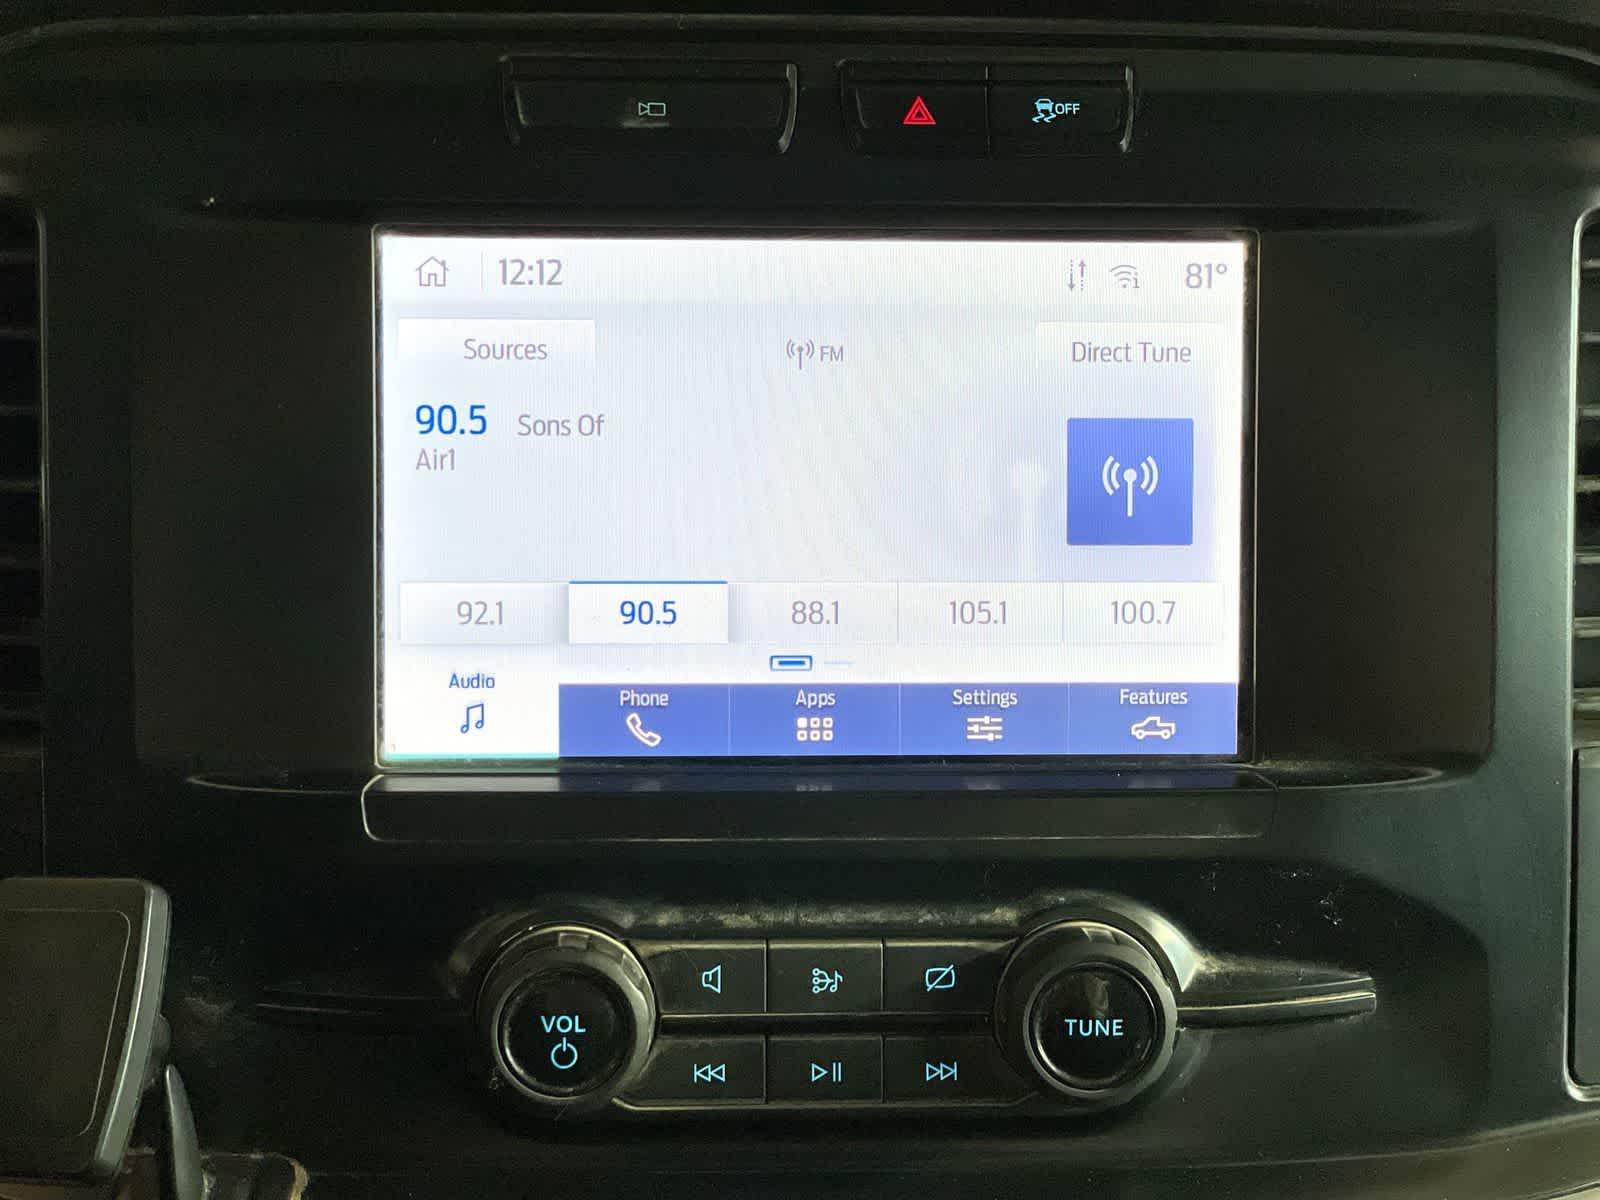 OFF
12:12 81°
Sources FM Direct Tune
90.5 Sons Of
Air1
92.1 90.5 88.1 105.1 100.7
Audio Phone Apps Settings Features
VOL TUNE